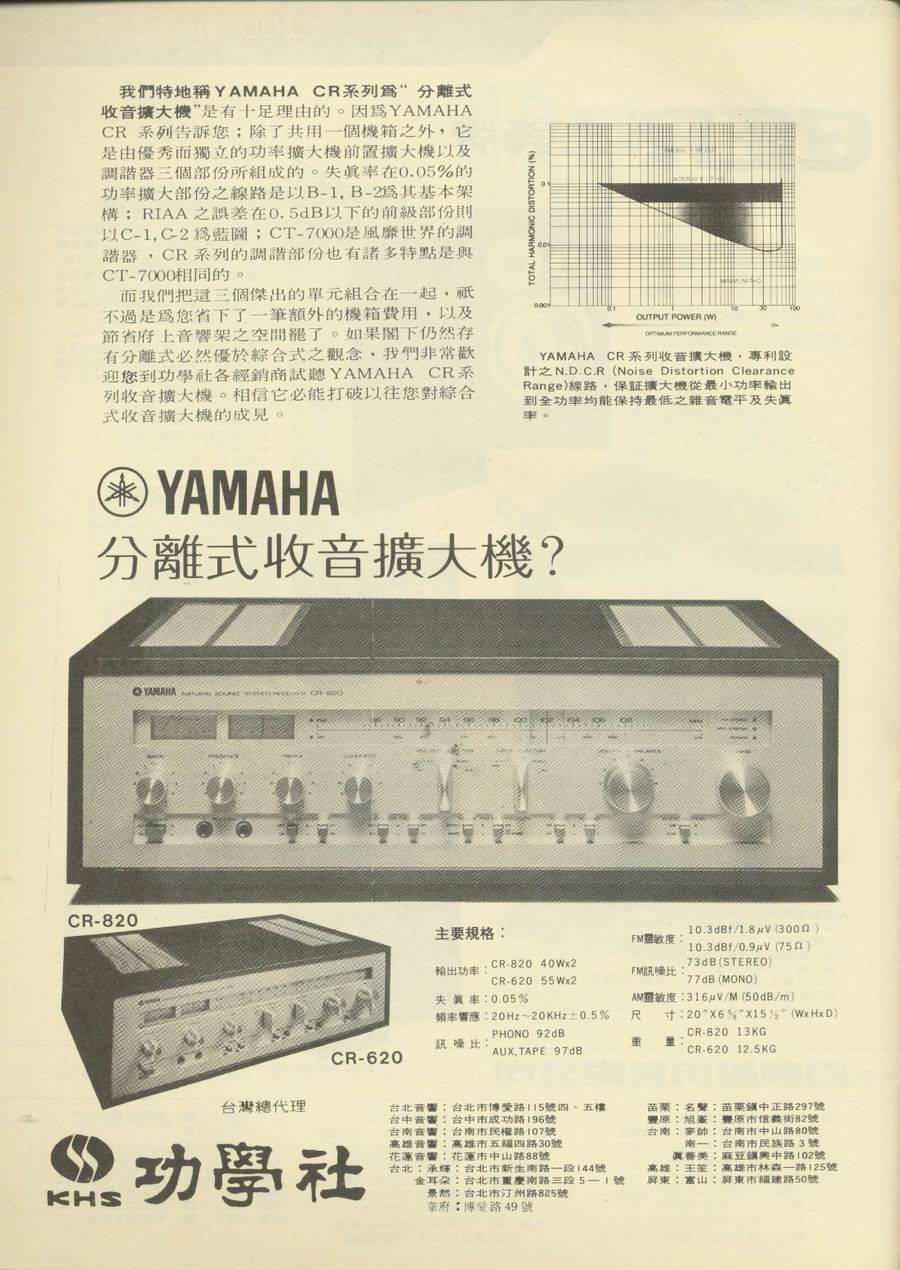 我們特地稱YAMAHA CR系列爲“分離式
收音擴大機”是有十足理由的。因爲YAMAHA
CR 系列告訴您；除了共用一個機箱之外，它
是由優秀而獨立的功率擴大機前置擴大機以及
調諧器三個部份所組成的。失眞率在0.05%的
功率擴大部份之線路是以B-1, B-2爲其基本架
構；RIAA 之誤差在0.5dB以下的前級部份則
以C-1, C-2 爲藍圖；CT-7000是風靡世界的調
諧器，CR 系列的調諧部份也有諸多特點是與
CT-7000相同的。
而我們把這三個傑出的單元組合在一起，祇
不過是爲您省下了一筆額外的機箱費用，以及
節省府上音響架之空間罷了。如果閣下仍然存
有分離式必然優於綜合式之觀念，我們非常歡
迎您到功學社各經銷商試聽YAMAHA CR系
列收音擴大機。相信它必能打破以往您對綜合
式收音擴大機的成見。
TOTAL HARMONIC DISTORTION (%)
0.1
0.01
0.001
MINIMUM THD
0.1 1 10 30 100
OUTPUT POWER (W)
OPTIMUM PERFORMANCE RANGE
YAMAHA CR系列收音擴大機，專利設
計之N.D.C.R (Noise Distortion Clearance
Range)線路，保証擴大機從最小功率輸出
到全功率均能保持最低之雜音電平及失眞
率。
YAMAHA
分離式收音擴大機？
YAMAHA NATURAL SOUND STEREO RECEIVER CR-820
FM 90 92 94 96 98 100 102 104 106 108 MHz
BASS PRESENCE TREBLE LOUDNESS
CR-820
YAMAHA
CR-620
主要規格：
輸出功率：CR-820 40Wx2
CR-620 55Wx2
失眞率：0.05%
頻率響應：20Hz～20KHz±0.5%
訊噪比：PHONO 92dB
AUX,TAPE 97dB
FM靈敏度：10.3dBf/1.8μV (300Ω)
10.3dBf/0.9μV (75Ω)
FM訊噪比：73dB(STEREO)
77dB(MONO)
AM靈敏度：316μV/M (50dB/m)
尺寸：20″X6⅝″X15½″ (WxHxD)
重量：CR-820 13KG
CR-620 12.5KG
台灣總代理
KHS 功學社
台北音響：台北市博愛路115號四、五樓
台中音響：台中市成功路196號
台南音響：台南市民權路107號
高雄音響：高雄市五福四路30號
花蓮音響：花蓮市中山路88號
台北：承輝：台北市新生南路一段144號
金耳朶：台北市重慶南路三段5—1號
景然：台北市汀州路825號
華府：博愛路49號
苗栗：名聲：苗栗鎭中正路297號
豐原：旭峯：豐原市信義街82號
台南：夢帥：台南市中山路80號
南一：台南市民族路3號
眞善美：麻豆鎭興中路102號
高雄：王笙：高雄市林森一路125號
屏東：富山：屏東市福建路50號